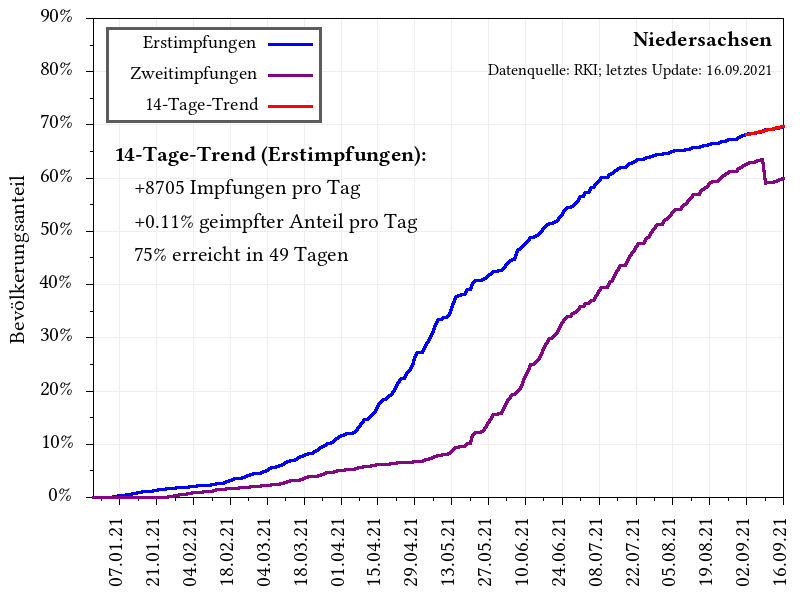 90%
80%
70%
60%
50%
40%
30%
20%
10%
0%
Bevölkerungsanteil
Erstimpfungen
Zweitimpfungen
14-Tage-Trend
Niedersachsen
Datenquelle: RKI; letztes Update: 16.09.2021
14-Tage-Trend (Erstimpfungen):
+8705 Impfungen pro Tag
+0.11% geimpfter Anteil pro Tag
75% erreicht in 49 Tagen
07.01.21
21.01.21
04.02.21
18.02.21
04.03.21
18.03.21
01.04.21
15.04.21
29.04.21
13.05.21
27.05.21
10.06.21
24.06.21
08.07.21
22.07.21
05.08.21
19.08.21
02.09.21
16.09.21